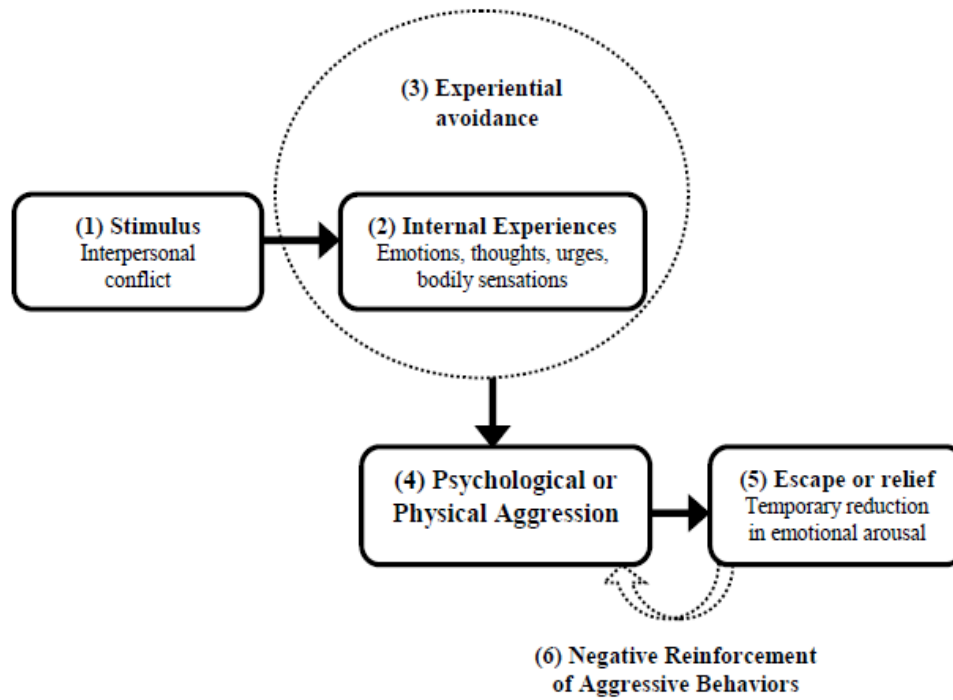 (3) Experiential
avoidance
(1) Stimulus
Interpersonal
conflict
(2) Internal Experiences
Emotions, thoughts, urges,
bodily sensations
(4) Psychological or
Physical Aggression
(5) Escape or relief
Temporary reduction
in emotional arousal
(6) Negative Reinforcement
of Aggressive Behaviors